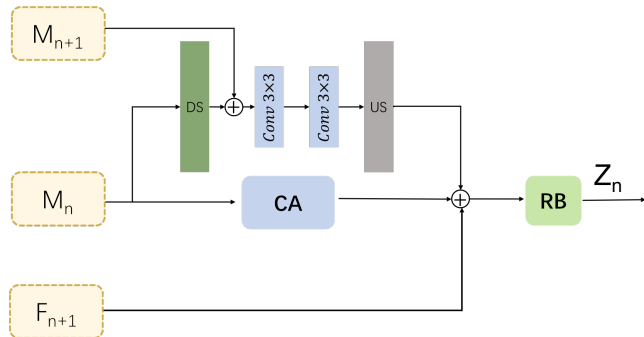 Mn+1
DS
Conv 3×3
Conv 3×3
US
Mn
CA
RB
Zn
Fn+1